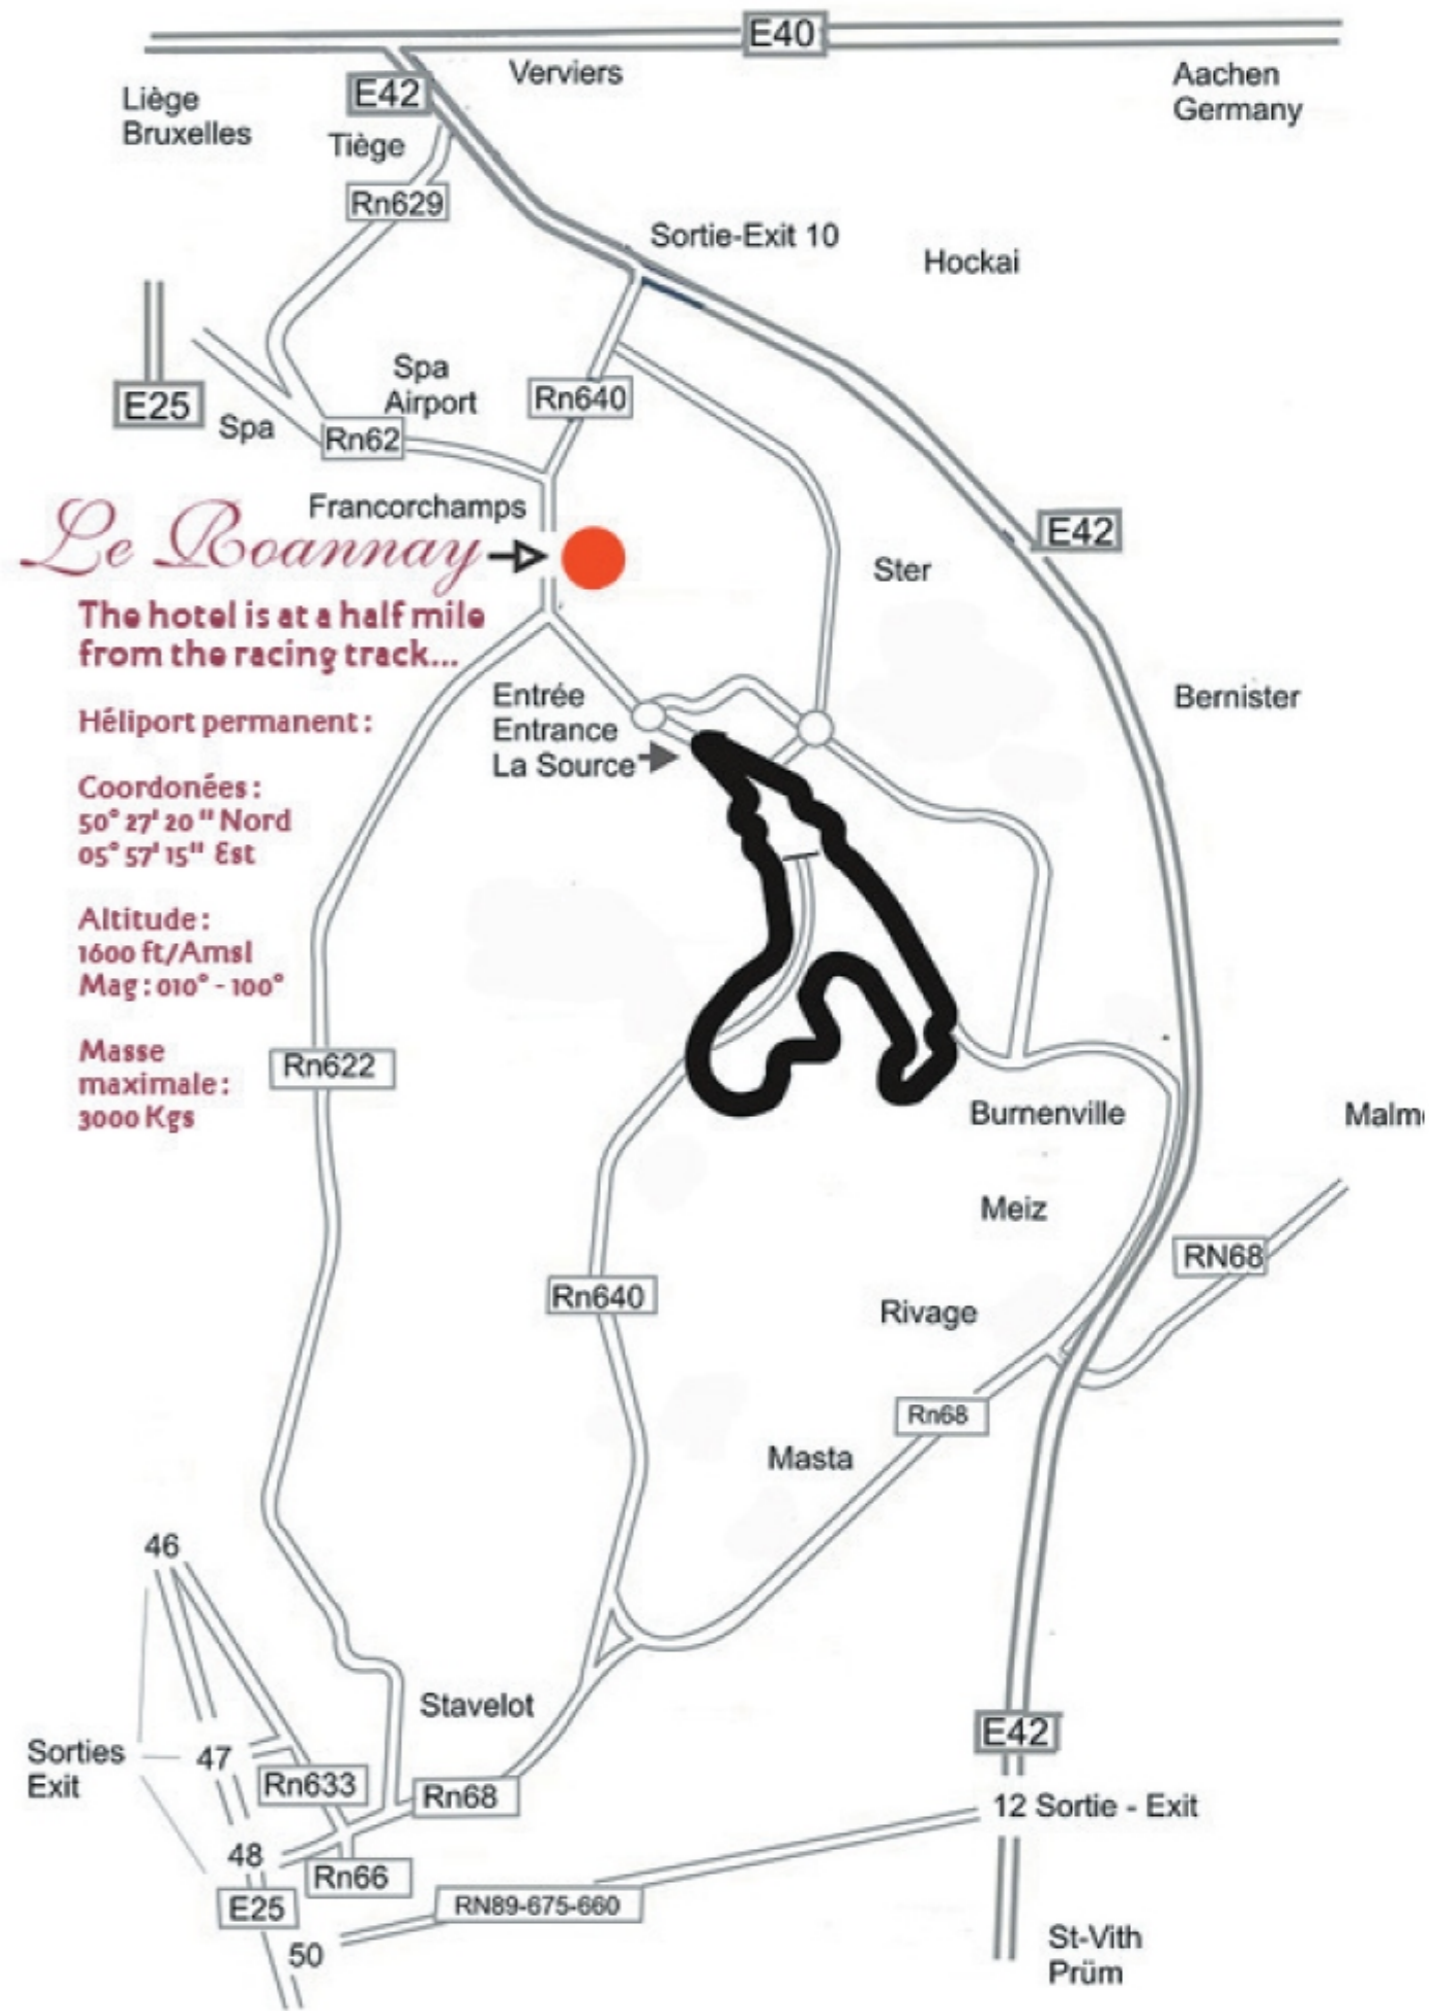 E40
Verviers
Aachen
Germany
E42
Liège
Bruxelles
Tiège
Rn629
Sortie-Exit 10
Hockai
Spa
Airport
Rn640
E25
Spa
Rn62
Francorchamps
E42
Le Roannay
Ster
The hotel is at a half mile
from the racing track...
Entrée
Entrance
La Source
Bernister
Héliport permanent :
Coordonées :
50° 27' 20 '' Nord
05° 57' 15'' Est
Altitude :
1600 ft/Amsl
Mag : 010° - 100°
Masse
maximale :
3000 Kgs
Rn622
Burnenville
Meiz
RN68
Rn640
Rivage
Rn68
Masta
46
Stavelot
E42
Sorties
Exit
47
Rn633
Rn68
12 Sortie - Exit
48
Rn66
E25
RN89-675-660
50
St-Vith
Prüm